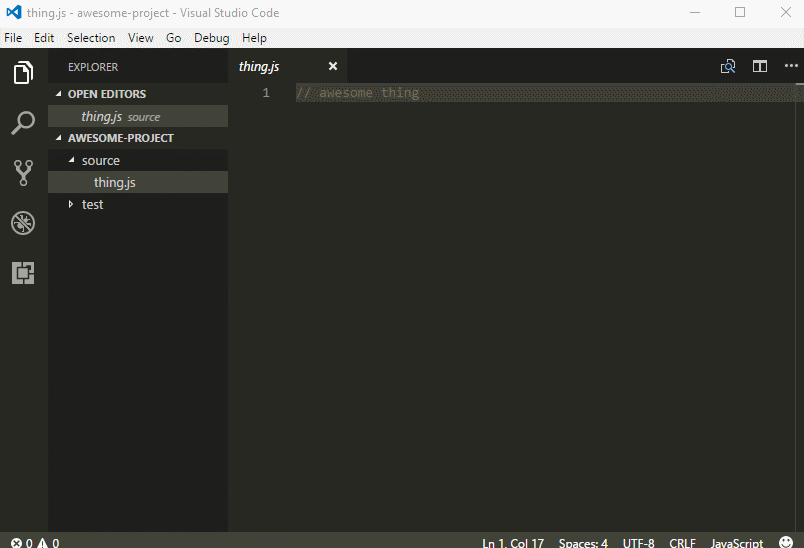 thing.js - awesome-project - Visual Studio Code
File Edit Selection View Go Debug Help
EXPLORER
thing.js
OPEN EDITORS
1 // awesome thing
thing.js source
AWESOME-PROJECT
source
thing.js
test
0 0 Ln 1, Col 17 Spaces: 4 UTF-8 CRLF JavaScript